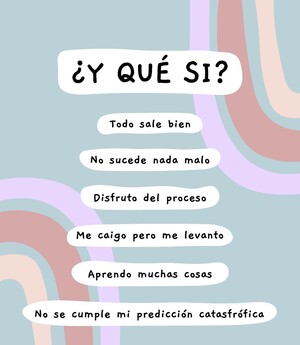 ¿Y QUÉ SI?
Todo sale bien
No sucede nada malo
Disfruto del proceso
Me caigo pero me levanto
Aprendo muchas cosas
No se cumple mi predicción catasfrófica